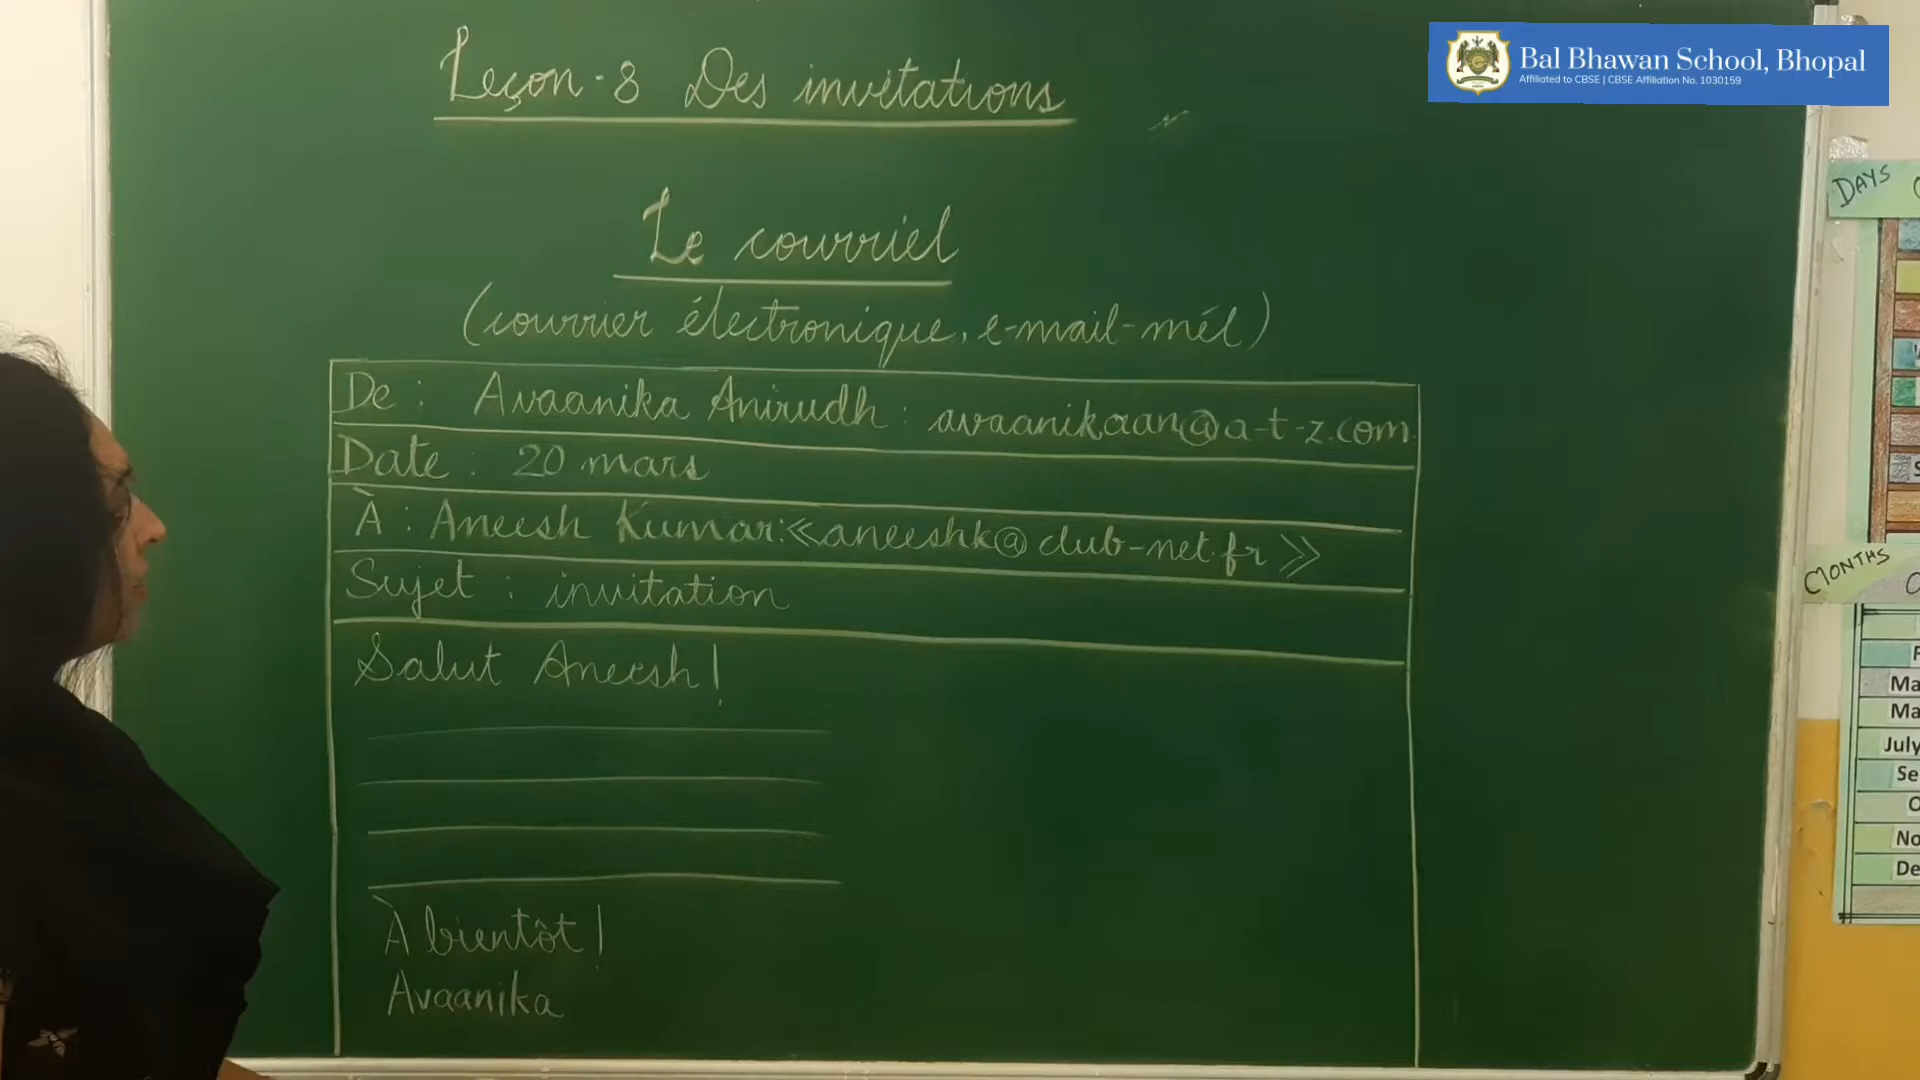 Leçon-8 Des invitations
Bal Bhawan School, Bhopal
Affiliated to CBSE | CBSE Affiliation No. 1030159
Le courriel
(courrier électronique, e-mail-mél)
De : Avaanika Anirudh : avaanikaan@a-t-z.com
Date : 20 mars
À : Aneesh Kumar:«aneeshk@club-net.fr»
Sujet : invitation
Salut Aneesh!
À bientôt!
Avaanika
DAYS
MONTHS
Ma
Ma
July
Se
O
No
De